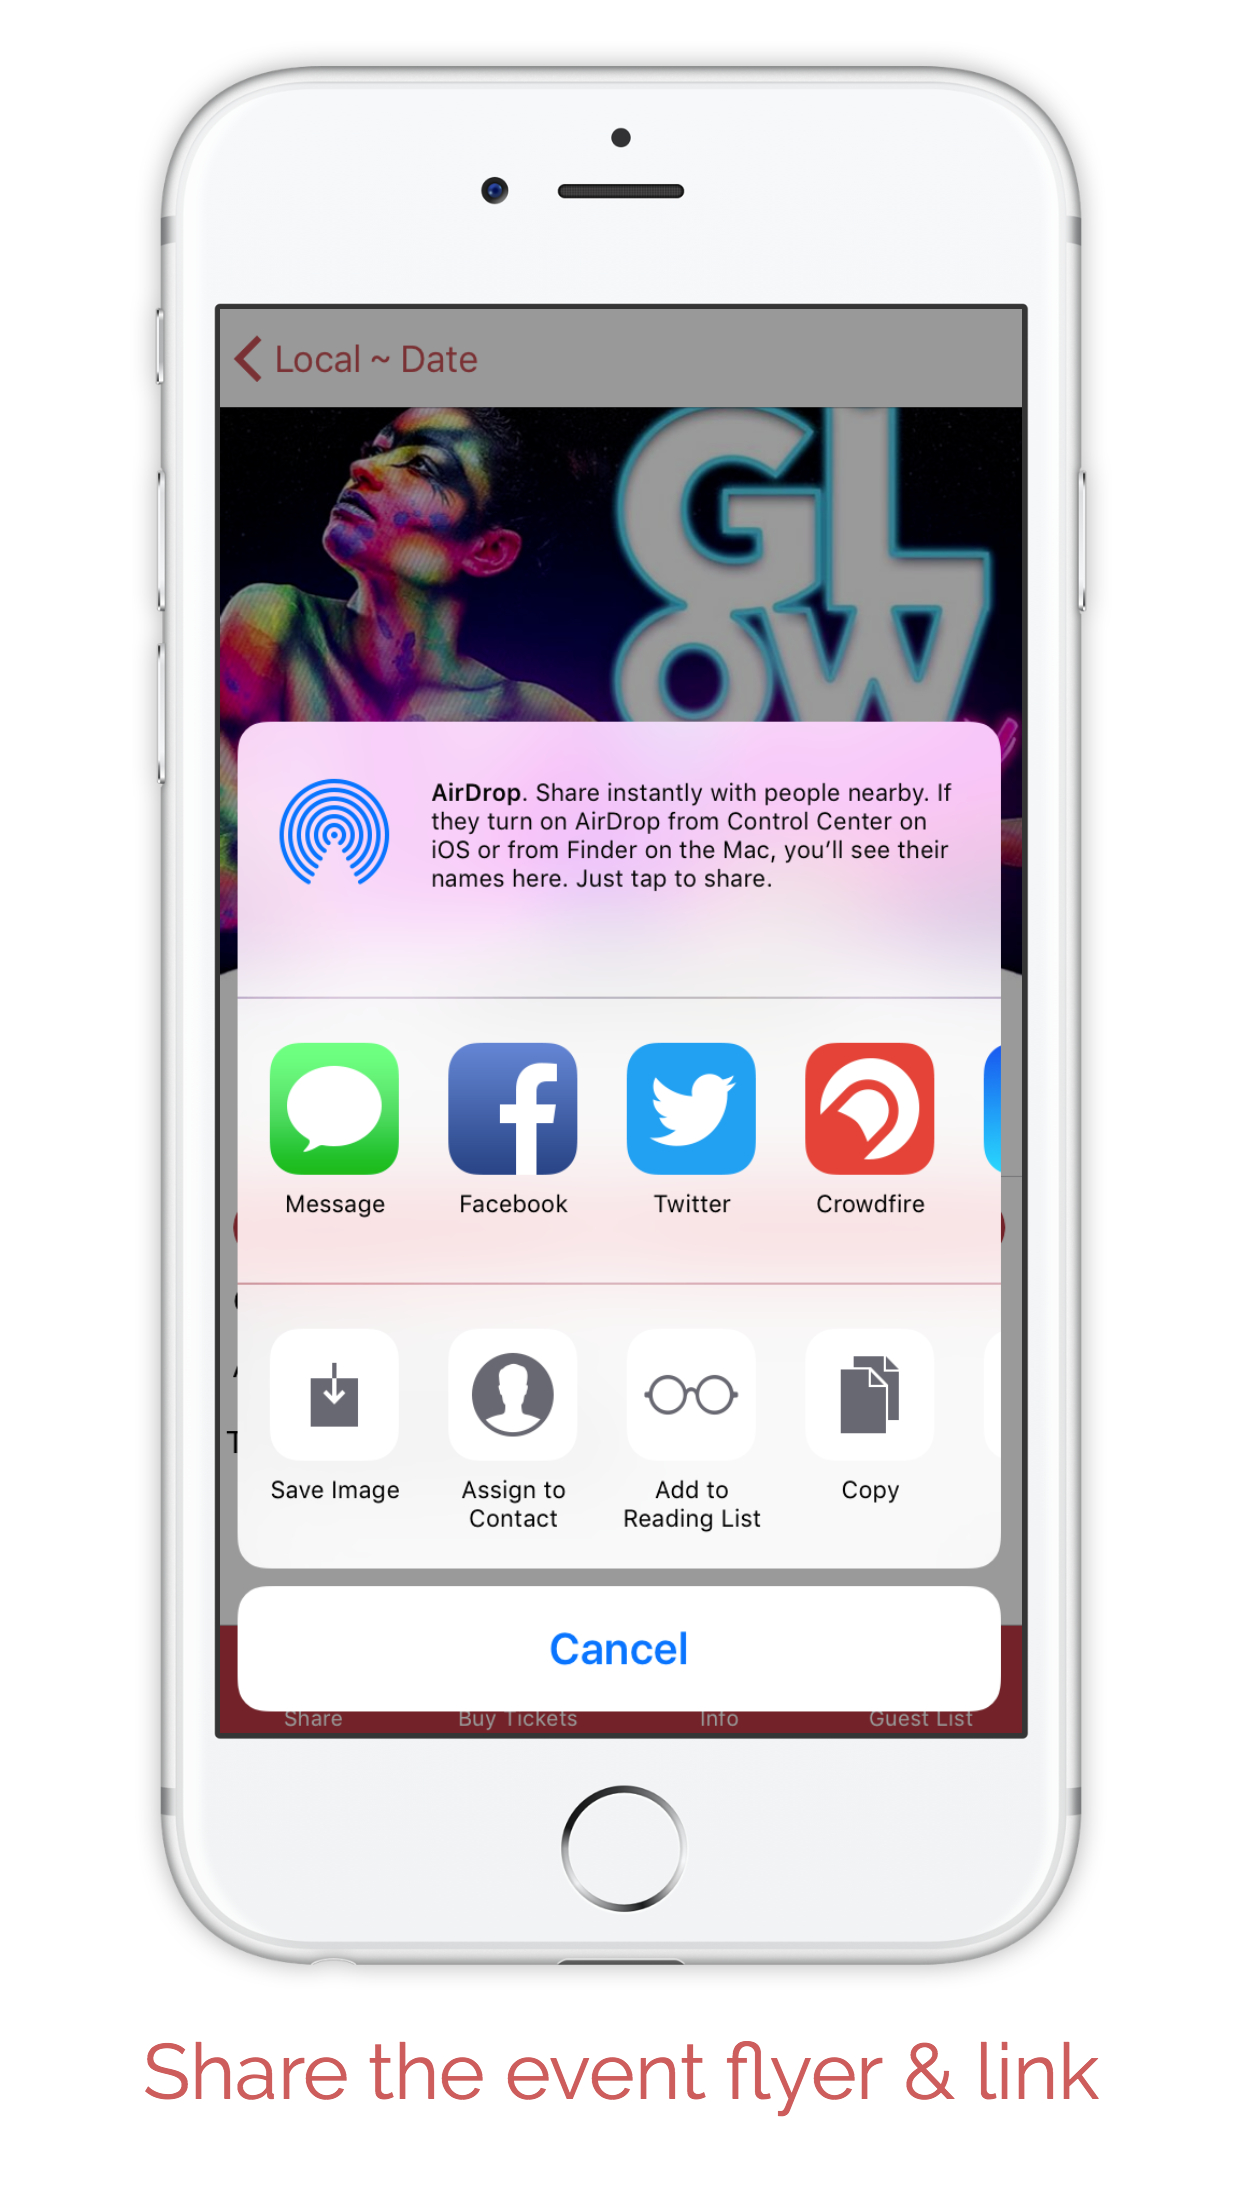 Local ~ Date
GL
OW
AirDrop. Share instantly with people nearby. If
they turn on AirDrop from Control Center on
iOS or from Finder on the Mac, you’ll see their
names here. Just tap to share.
Message
Facebook
Twitter
Crowdfire
Save Image
Assign to
Contact
Add to
Reading List
Copy
Cancel
Share
Buy Tickets
Info
Guest List
Share the event flyer & link